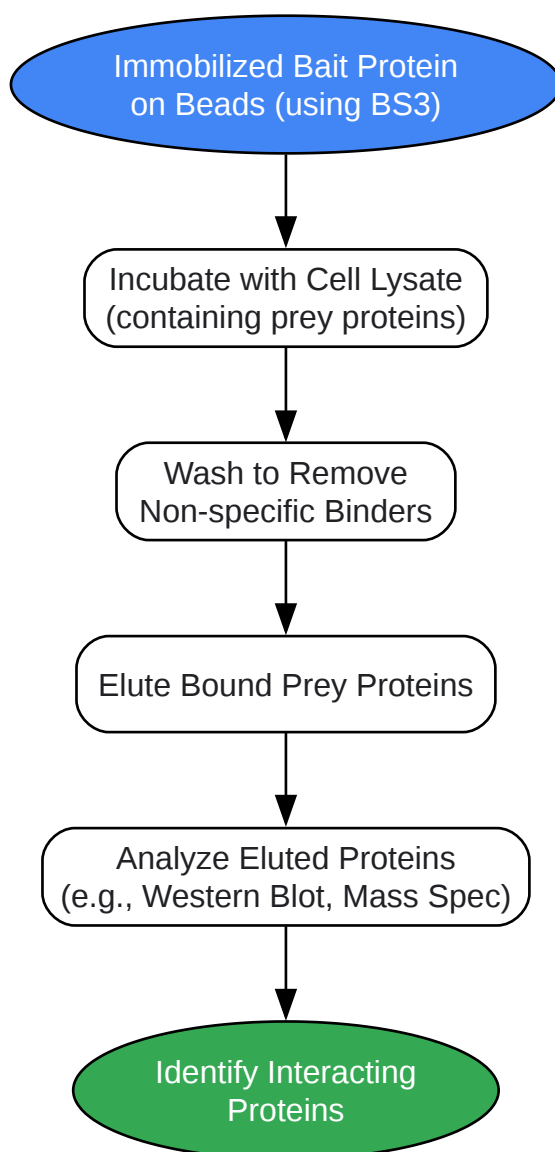 Immobilized Bait Protein
on Beads (using BS3)
Incubate with Cell Lysate
(containing prey proteins)
Wash to Remove
Non-specific Binders
Elute Bound Prey Proteins
Analyze Eluted Proteins
(e.g., Western Blot, Mass Spec)
Identify Interacting
Proteins